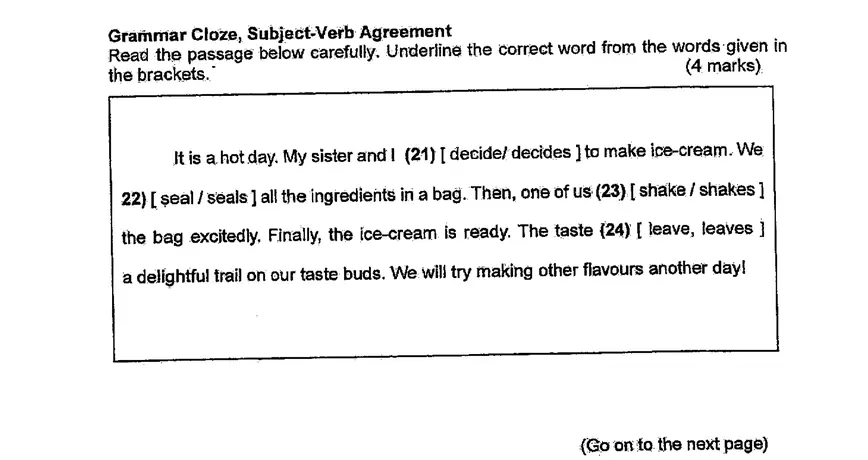 Grammar Cloze, Subject-Verb Agreement
Read the passage below carefully. Underline the correct word from the words given in
the brackets. (4 marks)
It is a hot day. My sister and I (21) [ decide/ decides ] to make ice-cream. We
22) [ seal / seals ] all the ingredients in a bag. Then, one of us (23) [ shake / shakes ]
the bag excitedly. Finally, the ice-cream is ready. The taste (24) [ leave, leaves ]
a delightful trail on our taste buds. We will try making other flavours another day!
(Go on to the next page)